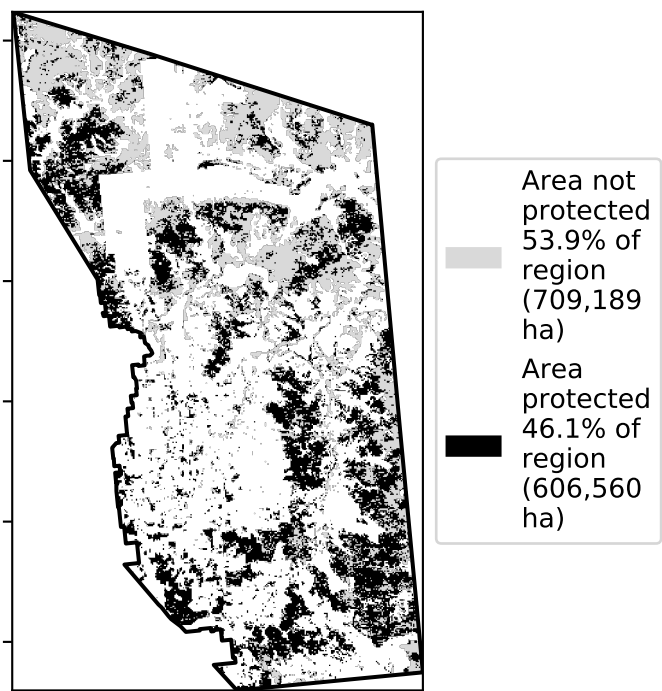 Area not
protected
53.9% of
region
(709,189
ha)
Area
protected
46.1% of
region
(606,560
ha)